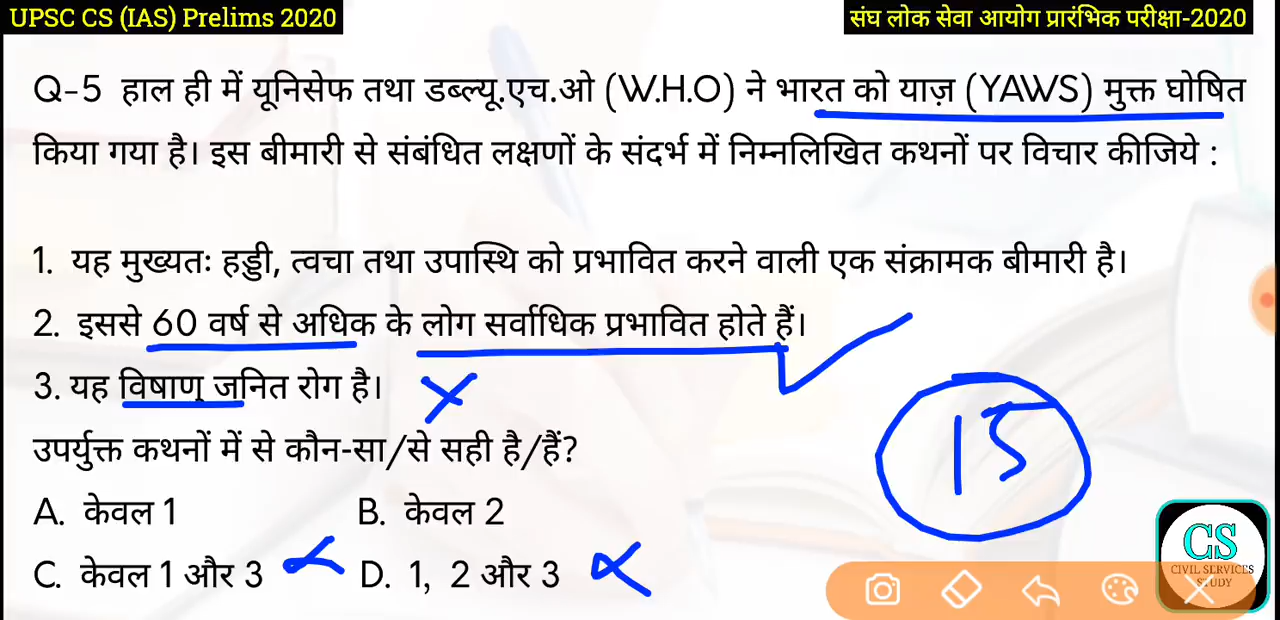 UPSC CS (IAS) Prelims 2020
संघ लोक सेवा आयोग प्रारंभिक परीक्षा-2020
Q-5 हाल ही में यूनिसेफ तथा डब्ल्यू.एच.ओ (W.H.O) ने भारत को याज़ (YAWS) मुक्त घोषित
किया गया है। इस बीमारी से संबंधित लक्षणों के संदर्भ में निम्नलिखित कथनों पर विचार कीजिये :
1. यह मुख्यतः हड्डी, त्वचा तथा उपास्थि को प्रभावित करने वाली एक संक्रामक बीमारी है।
2. इससे 60 वर्ष से अधिक के लोग सर्वाधिक प्रभावित होते हैं।
3. यह विषाणु जनित रोग है।
15
उपर्युक्त कथनों में से कौन-सा/से सही है/हैं?
A. केवल 1 B. केवल 2
C. केवल 1 और 3 D. 1, 2 और 3
CS
CIVIL SERVICES
STUDY